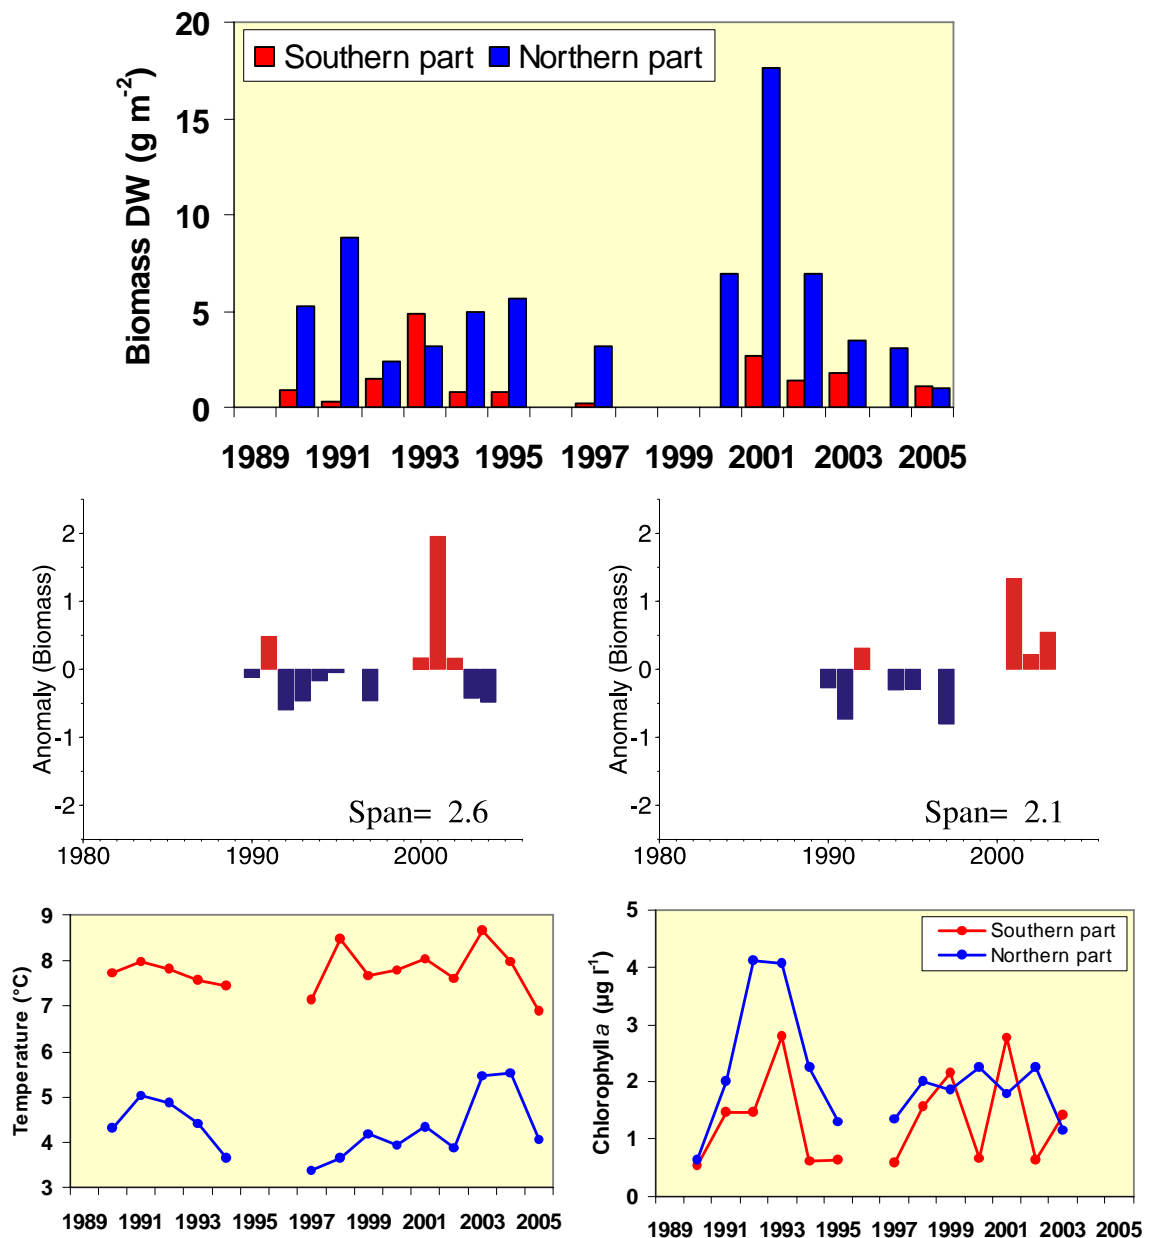 20
15
10
5
0
Biomass DW (g m-2)
Southern part Northern part
1989 1991 1993 1995 1997 1999 2001 2003 2005
2
1
0
-1
-2
Anomaly (Biomass)
Span= 2.6
1980 1990 2000
2
1
0
-1
-2
Anomaly (Biomass)
Span= 2.1
1980 1990 2000
9
8
7
6
5
4
3
Temperature (°C)
1989 1991 1993 1995 1997 1999 2001 2003 2005
5
4
3
2
1
0
Chlorophyll a (µg l-1)
Southern part
Northern part
1989 1991 1993 1995 1997 1999 2001 2003 2005